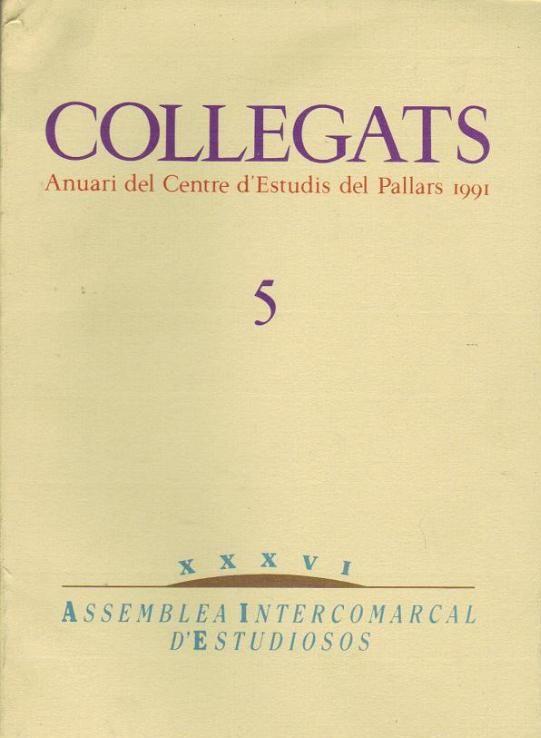 COLLEGATS
Anuari del Centre d'Estudis del Pallars 1991
5
XXXVI
ASSEMBLEA INTERCOMARCAL
D'ESTUDIOSOS